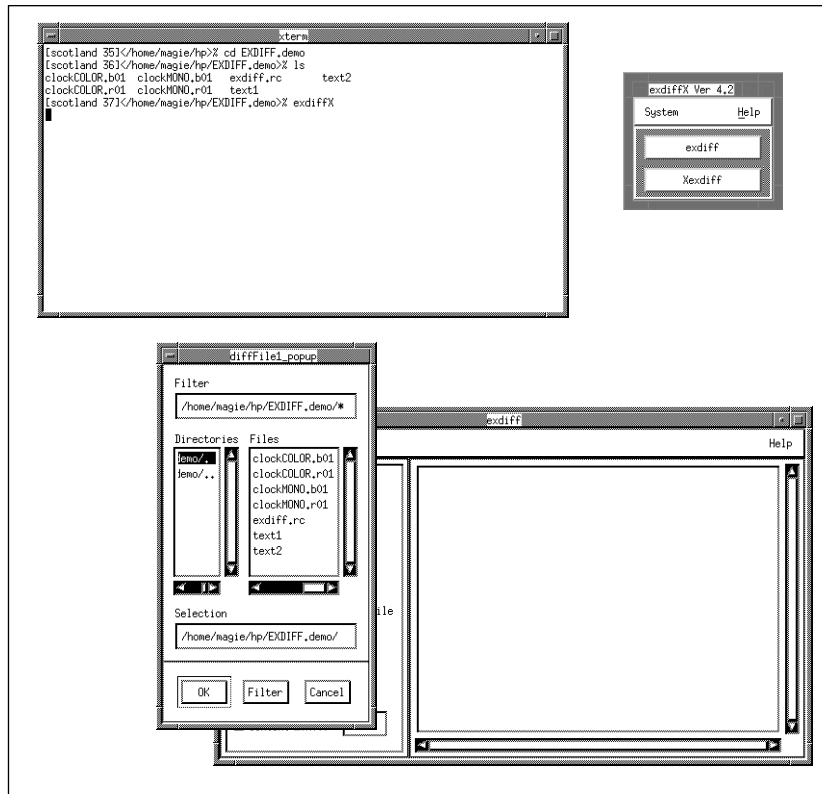 xterm
[scotland 35]</home/magie/hp>% cd EXDIFF.demo
[scotland 36]</home/magie/hp/EXDIFF.demo>% ls
clockCOLOR.b01 clockMONO.b01 exdiff.rc text2
clockCOLOR.r01 clockMONO.r01 text1
[scotland 37]</home/magie/hp/EXDIFF.demo>% exdiffX
exdiffX Ver 4.2
System Help
exdiff
Xexdiff
diffFile1_popup
Filter
/home/magie/hp/EXDIFF.demo/*
Directories Files
demo/.
demo/..
clockCOLOR.b01
clockCOLOR.r01
clockMONO.b01
clockMONO.r01
exdiff.rc
text1
text2
Selection
/home/magie/hp/EXDIFF.demo/
OK Filter Cancel
exdiff
Help
ile